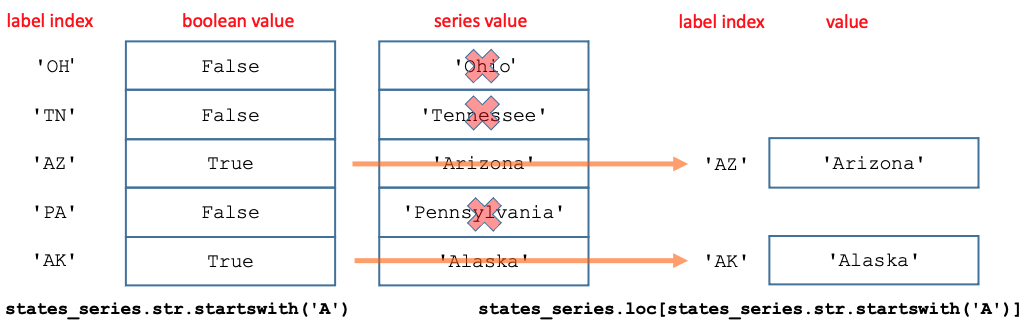 label index boolean value series value label index value
'OH' False 'Ohio'
'TN' False 'Tennessee'
'AZ' True 'Arizona' 'AZ' 'Arizona'
'PA' False 'Pennsylvania'
'AK' True 'Alaska' 'AK' 'Alaska'
states_series.str.startswith('A') states_series.loc[states_series.str.startswith('A')]